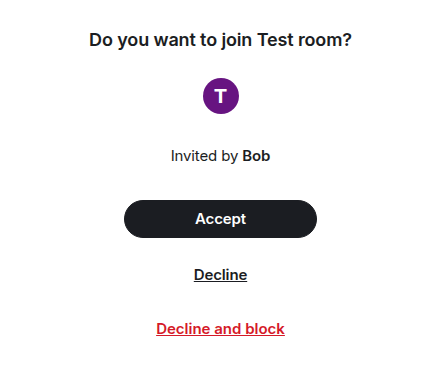 Do you want to join Test room?
T
Invited by Bob
Accept
Decline
Decline and block